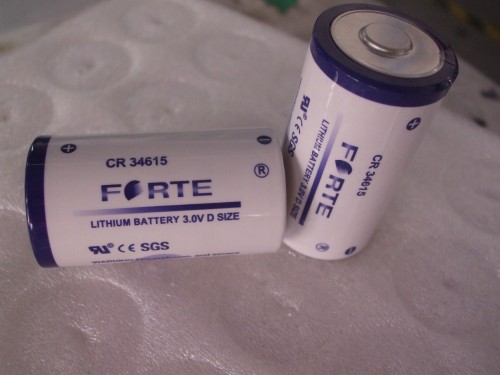 + -
CR 34615
®
FORTE
LITHIUM BATTERY 3.0V D SIZE
CE SGS
+ -
CR 34615
FORTE
LITHIUM BATTERY 3.0V D SIZE
CE SGS